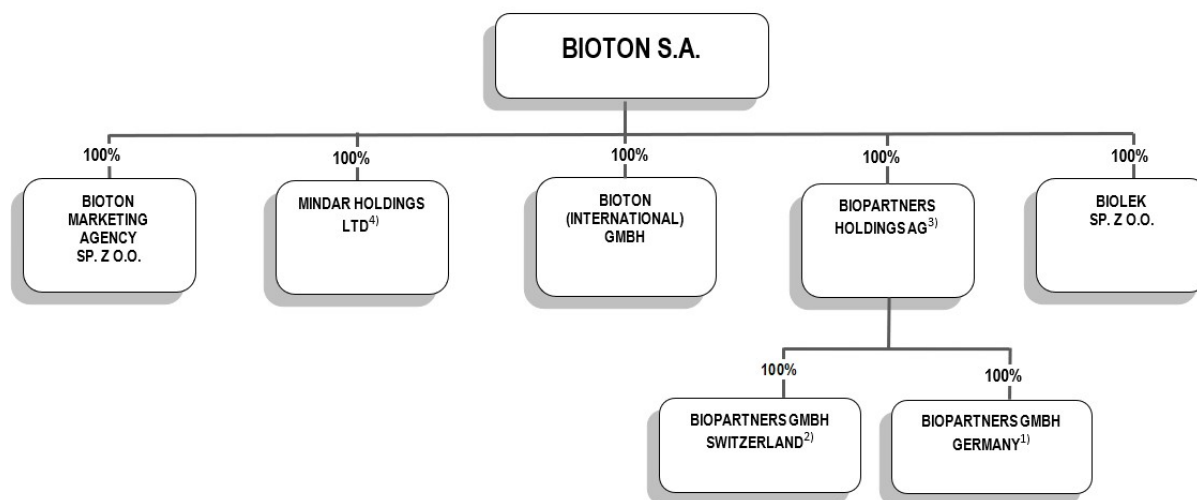 BIOTON S.A.
100%
100%
100%
100%
100%
BIOTON
MARKETING
AGENCY
SP. Z O.O.
MINDAR HOLDINGS
LTD4)
BIOTON
(INTERNATIONAL)
GMBH
BIOPARTNERS
HOLDINGS AG3)
BIOLEK
SP. Z O.O.
100%
100%
BIOPARTNERS GMBH
SWITZERLAND2)
BIOPARTNERS GMBH
GERMANY1)